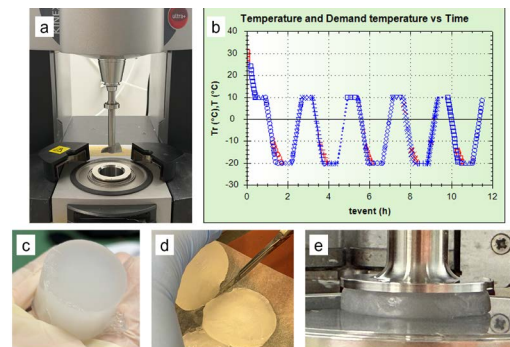 a
KINE
b
Temperature and Demand temperature vs Time
Tr (°C),T (°C)
40
30
20
10
0
-10
-20
-30
0 2 4 6 8 10 12
tevent (h)
c
d
e